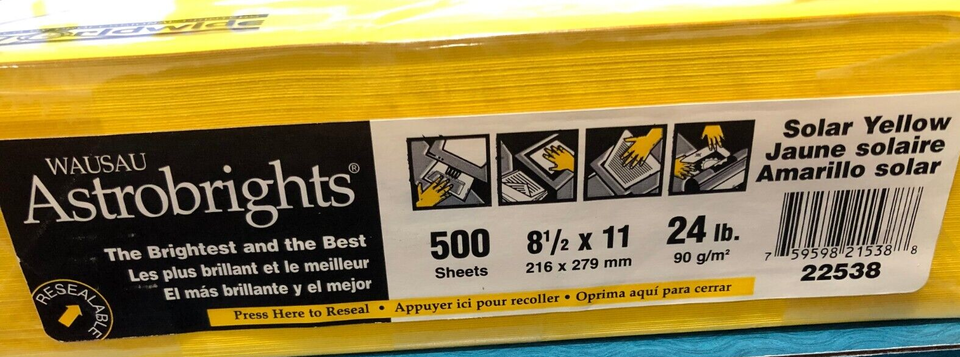 WAUSAU
Astrobrights®
The Brightest and the Best
Les plus brillant et le meilleur
El más brillante y el mejor
RESEALABLE
500
Sheets
8 1/2 x 11
216 x 279 mm
24 lb.
90 g/m²
Solar Yellow
Jaune solaire
Amarillo solar
7 59598 21538 8
22538
Press Here to Reseal • Appuyer ici pour recoller • Oprima aquí para cerrar